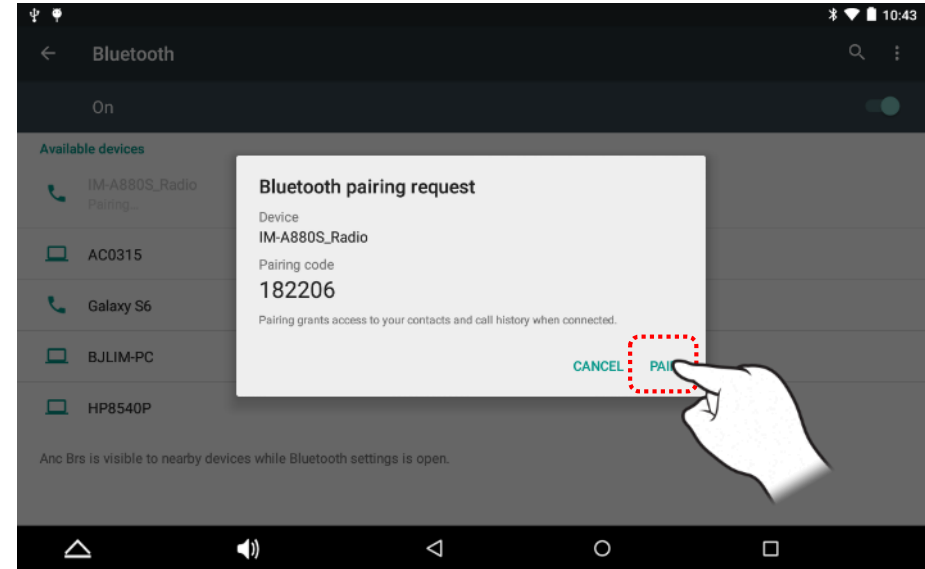 10:43
Bluetooth
On
Available devices
IM-A880S_Radio
Pairing...
AC0315
Galaxy S6
BJLIM-PC
HP8540P
Anc Brs is visible to nearby devices while Bluetooth settings is open.
Bluetooth pairing request
Device
IM-A880S_Radio
Pairing code
182206
Pairing grants access to your contacts and call history when connected.
CANCEL